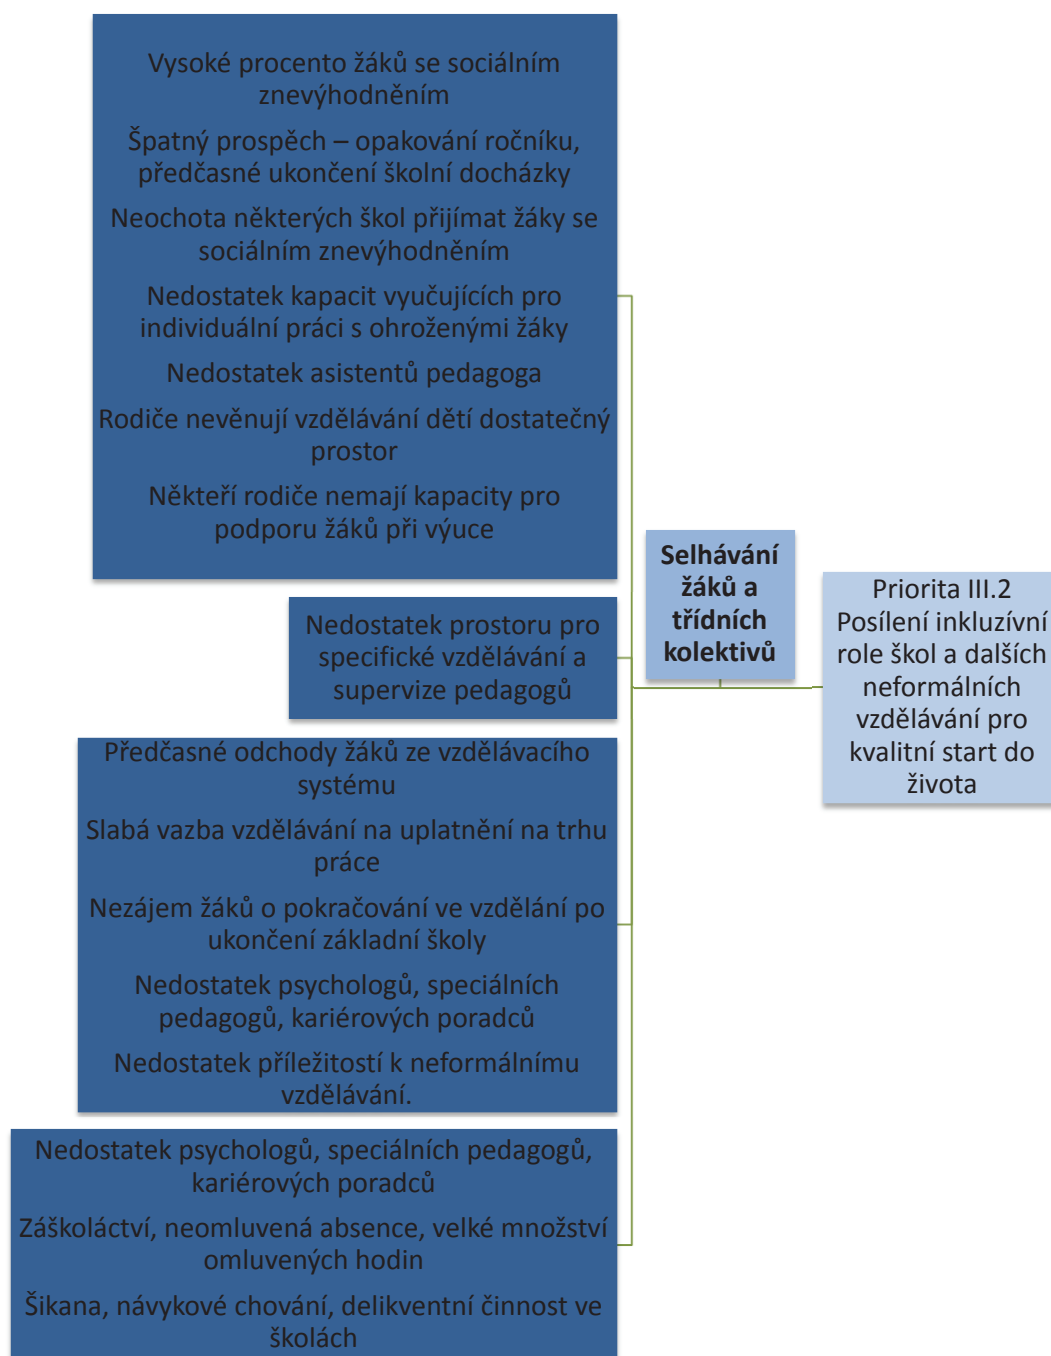 Vysoké procento žáků se sociálním
znevýhodněním
Špatný prospěch – opakování ročníku,
předčasné ukončení školní docházky
Neochota některých škol přijímat žáky se
sociálním znevýhodněním
Nedostatek kapacit vyučujících pro
individuální práci s ohroženými žáky
Nedostatek asistentů pedagoga
Rodiče nevěnují vzdělávání dětí dostatečný
prostor
Někteří rodiče nemají kapacity pro
podporu žáků při výuce
Nedostatek prostoru pro
specifické vzdělávání a
supervize pedagogů
Předčasné odchody žáků ze vzdělávacího
systému
Slabá vazba vzdělávání na uplatnění na trhu
práce
Nezájem žáků o pokračování ve vzdělání po
ukončení základní školy
Nedostatek psychologů, speciálních
pedagogů, kariérových poradců
Nedostatek příležitostí k neformálnímu
vzdělávání.
Nedostatek psychologů, speciálních pedagogů,
kariérových poradců
Záškoláctví, neomluvená absence, velké množství
omluvených hodin
Šikana, návykové chování, delikventní činnost ve
školách
Selhávání
žáků a
třídních
kolektivů
Priorita III.2
Posílení inkluzívní
role škol a dalších
neformálních
vzdělávání pro
kvalitní start do
života